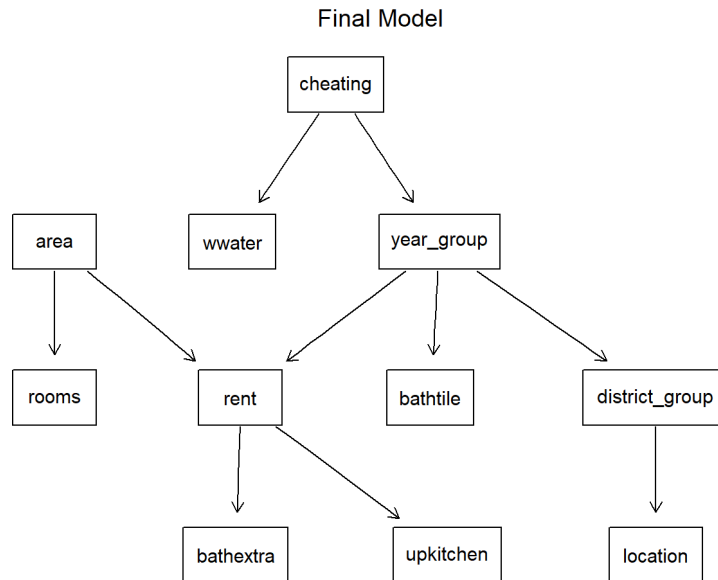 Final Model
cheating
area
wwater
year_group
rooms
rent
bathtile
district_group
bathextra
upkitchen
location